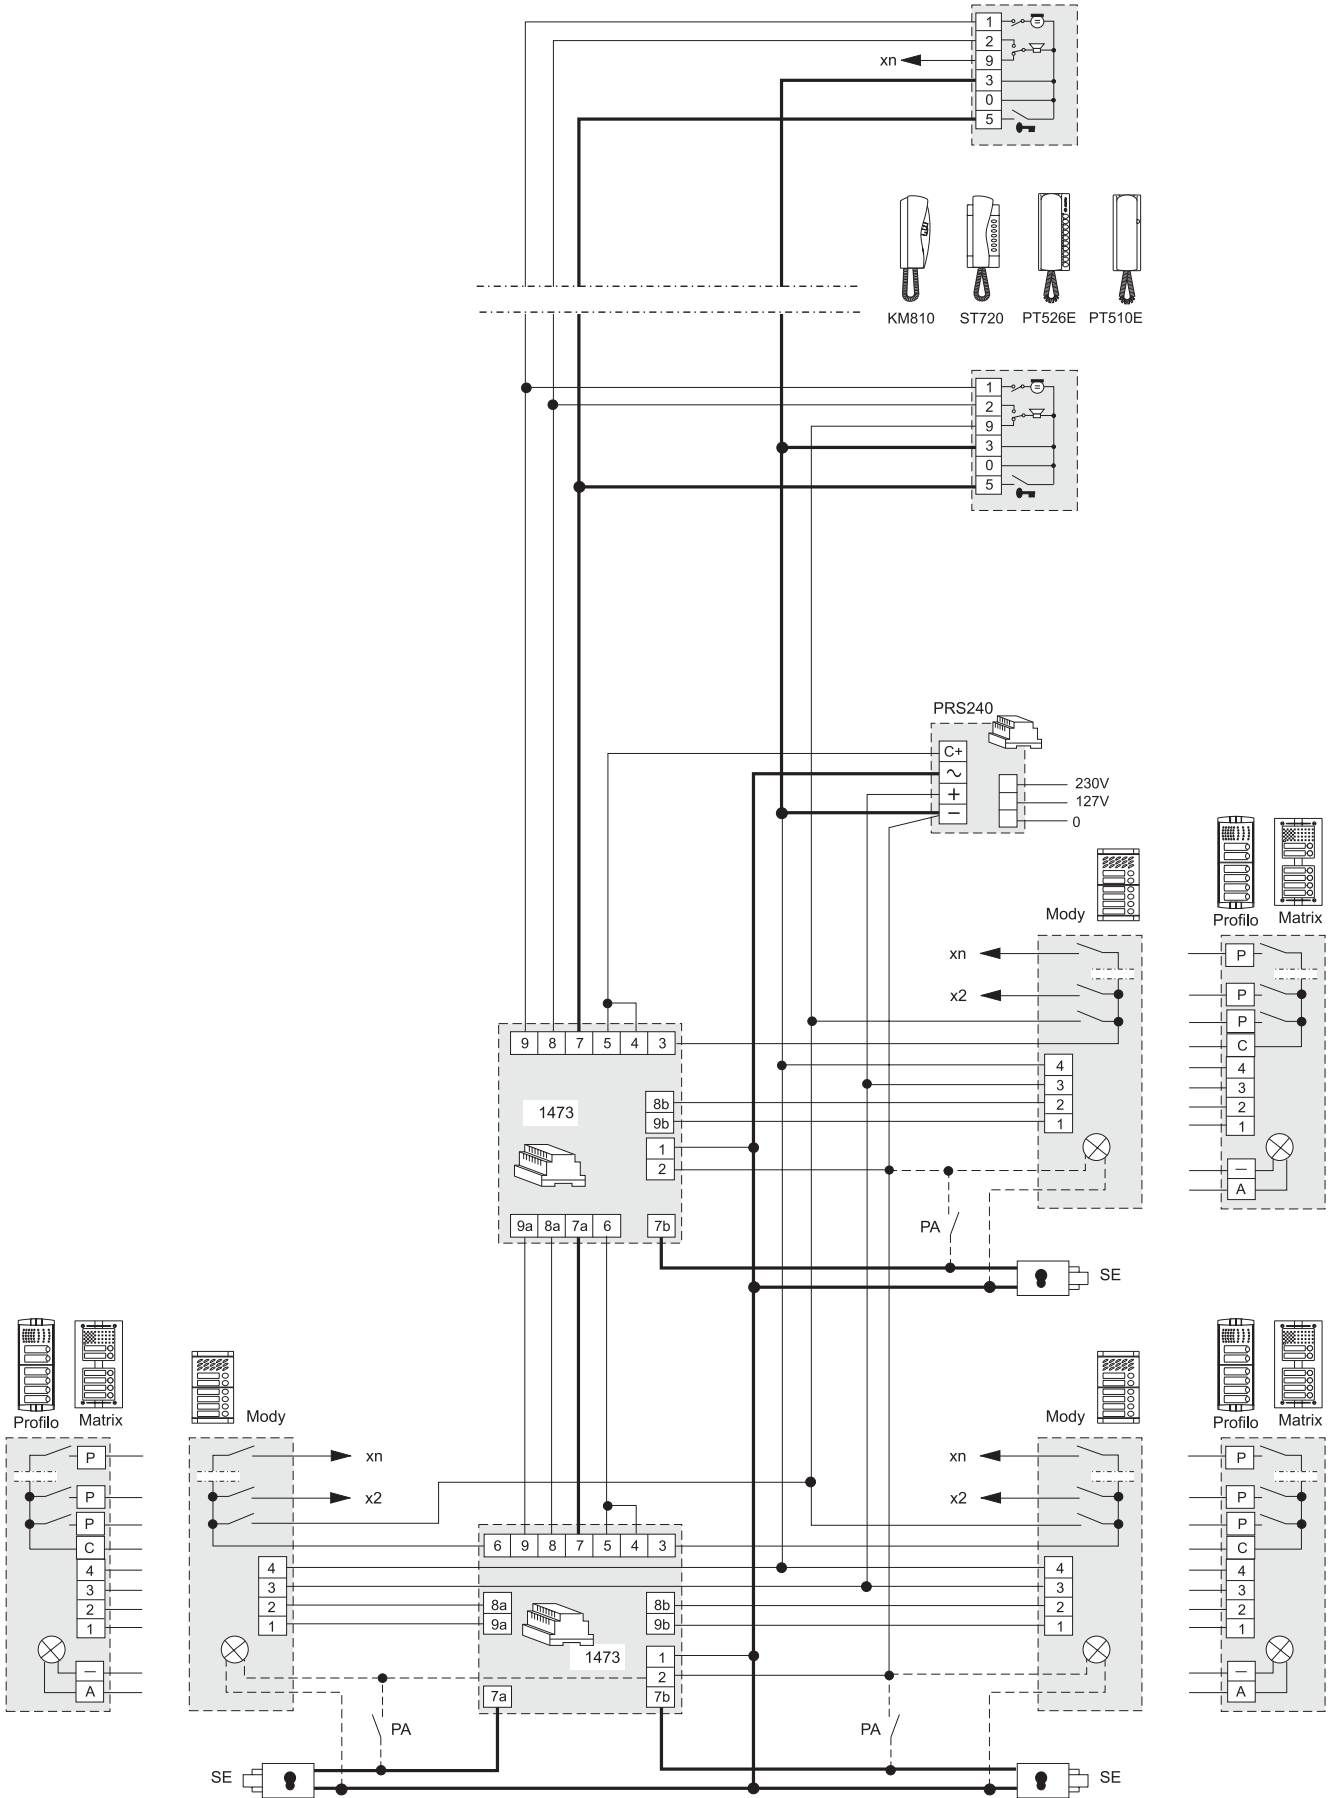 1
2
xn 9
3
0
5
KM810 ST720 PT526E PT510E
1
2
9
3
0
5
PRS240
C+
~
+
−
230V
127V
0
Profilo Matrix
Mody
xn
x2
P
P
P
C
4
3
2
1
—
A
4
3
2
1
9 8 7 5 4 3
1473
8b
9b
1
2
9a 8a 7a 6 7b
PA
SE
Profilo Matrix
Mody
Mody
Profilo Matrix
P
P
P
C
4
3
2
1
—
A
xn
x2
4
3
2
1
6 9 8 7 5 4 3
8a
9a
8b
9b
1473
1
2
7b
7a
xn
x2
4
3
2
1
P
P
P
C
4
3
2
1
—
A
PA
PA
SE
SE